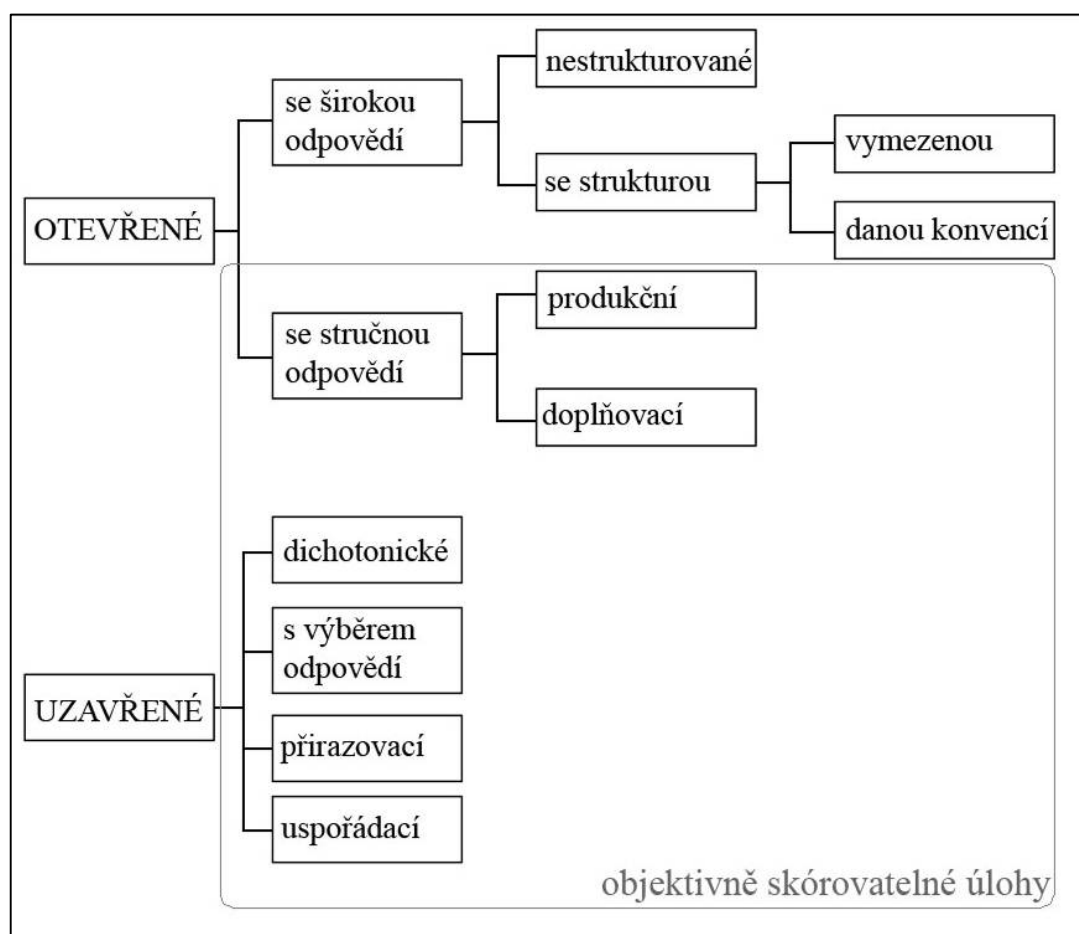 nestrukturované
se širokou
odpovědí
vymezenou
se strukturou
OTEVŘENÉ
danou konvencí
produkční
se stručnou
odpovědí
doplňovací
dichotonické
s výběrem
odpovědí
UZAVŘENÉ
přirazovací
uspořádací
objektivně skórovatelné úlohy